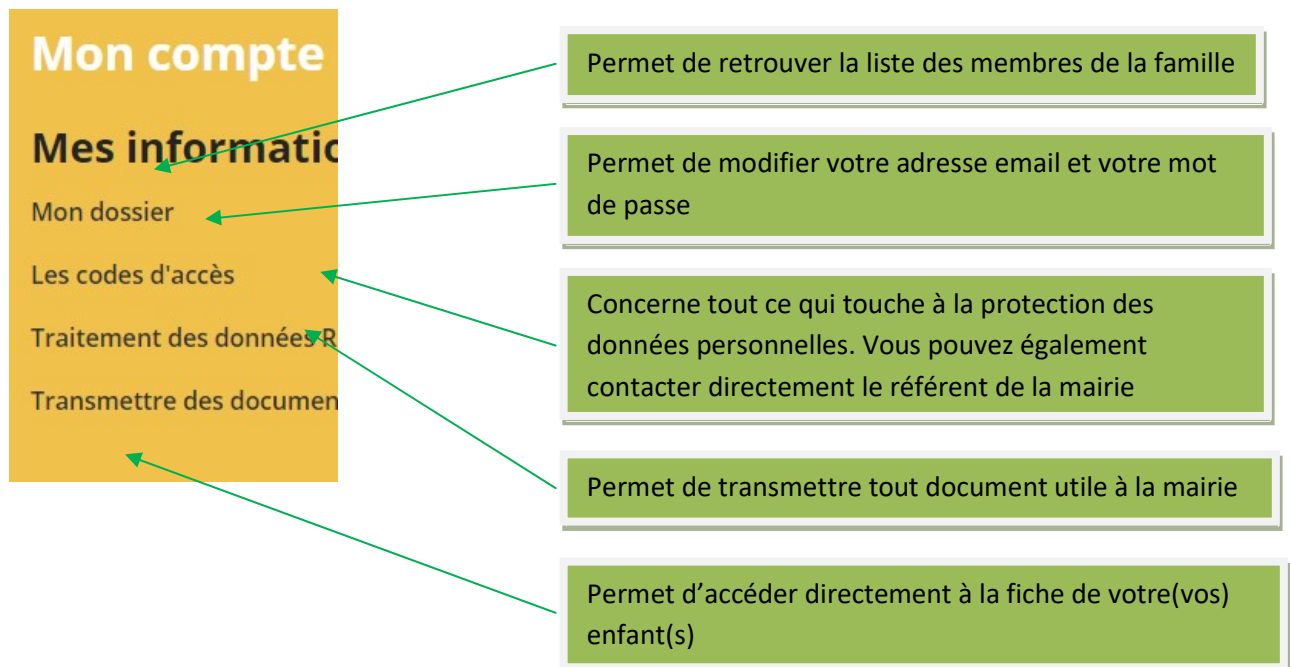 Mon compte
Mes informatic
Mon dossier
Les codes d'accès
Traitement des données R
Transmettre des documen
Permet de retrouver la liste des membres de la famille
Permet de modifier votre adresse email et votre mot
de passe
Concerne tout ce qui touche à la protection des
données personnelles. Vous pouvez également
contacter directement le référent de la mairie
Permet de transmettre tout document utile à la mairie
Permet d’accéder directement à la fiche de votre(vos)
enfant(s)